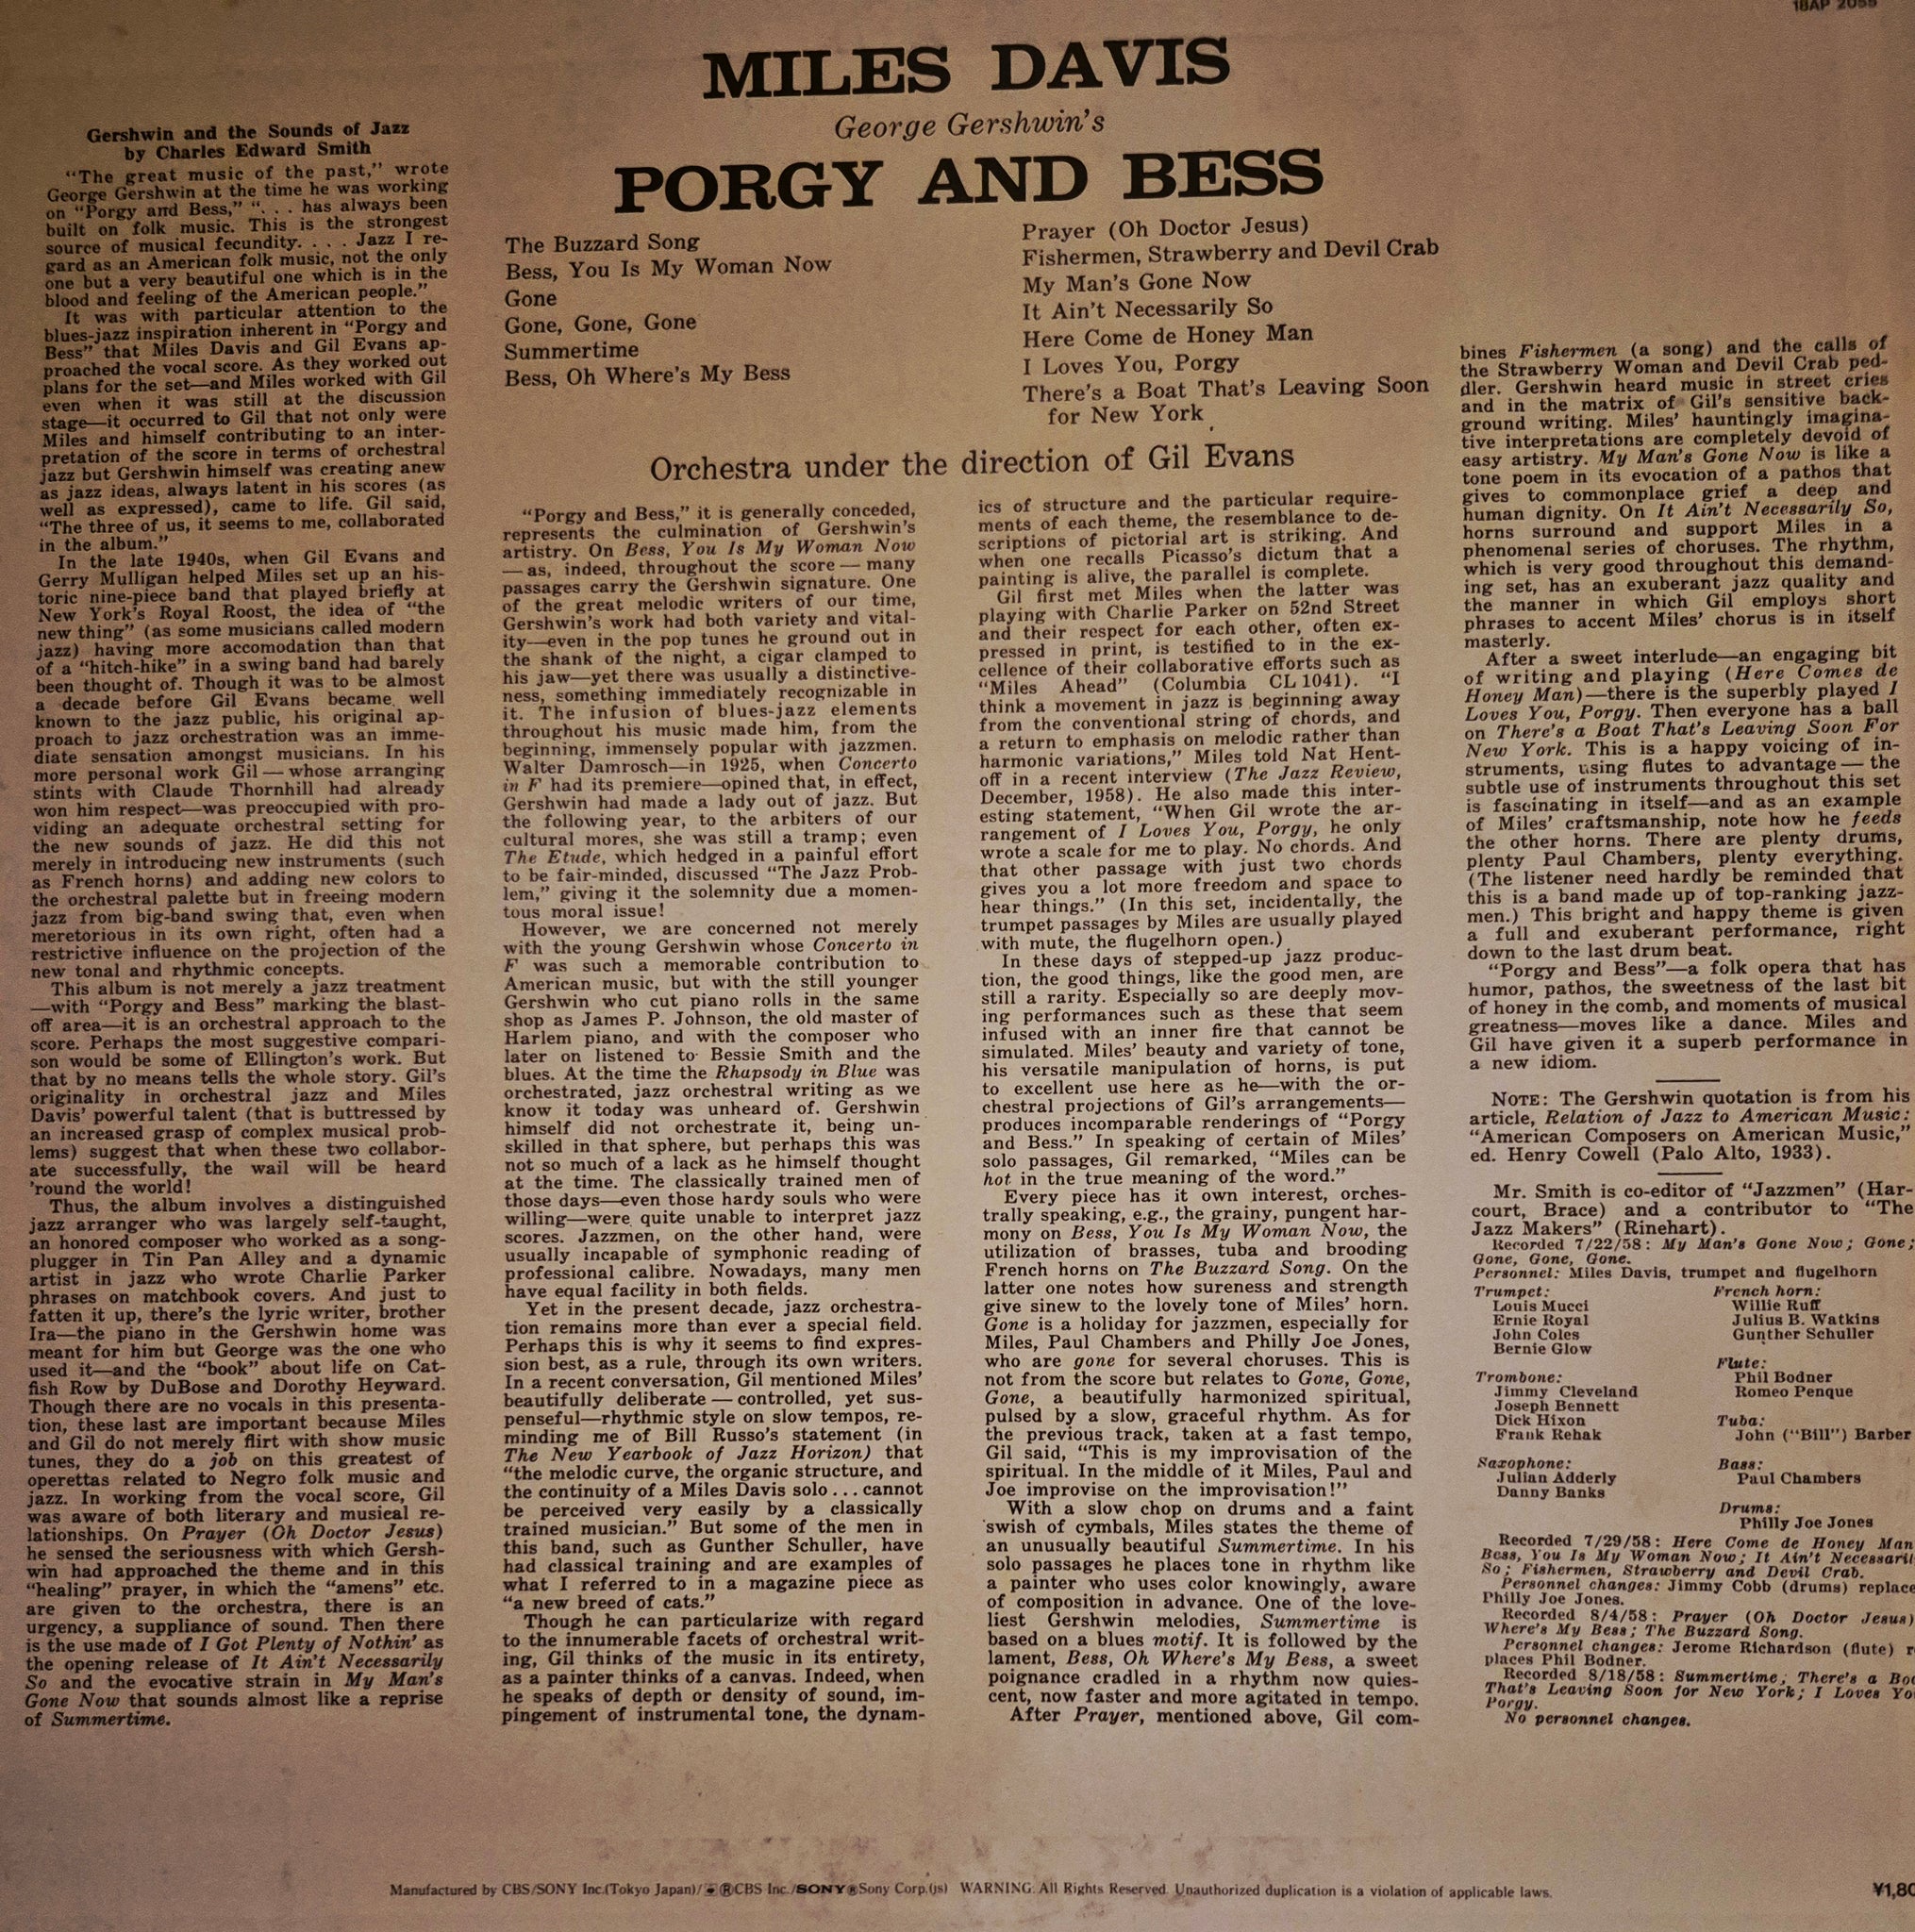 18AP 2055
MILES DAVIS
George Gershwin's
PORGY AND BESS
The Buzzard Song
Bess, You Is My Woman Now
Gone
Gone, Gone, Gone
Summertime
Bess, Oh Where's My Bess
Prayer (Oh Doctor Jesus)
Fishermen, Strawberry and Devil Crab
My Man's Gone Now
It Ain't Necessarily So
Here Come de Honey Man
I Loves You, Porgy
There's a Boat That's Leaving Soon
for New York
Orchestra under the direction of Gil Evans
Gershwin and the Sounds of Jazz
by Charles Edward Smith
"The great music of the past," wrote
George Gershwin at the time he was working
on "Porgy and Bess," ". . . has always been
built on folk music. This is the strongest
source of musical fecundity. . . . Jazz I re-
gard as an American folk music, not the only
one but a very beautiful one which is in the
blood and feeling of the American people."
It was with particular attention to the
blues-jazz inspiration inherent in "Porgy and
Bess" that Miles Davis and Gil Evans ap-
proached the vocal score. As they worked out
plans for the set—and Miles worked with Gil
even when it was still at the discussion
stage—it occurred to Gil that not only were
Miles and himself contributing to an inter-
pretation of the score in terms of orchestral
jazz but Gershwin himself was creating anew
as jazz ideas, always latent in his scores (as
well as expressed), came to life. Gil said,
"The three of us, it seems to me, collaborated
in the album."
In the late 1940s, when Gil Evans and
Gerry Mulligan helped Miles set up an his-
toric nine-piece band that played briefly at
New York's Royal Roost, the idea of "the
new thing" (as some musicians called modern
jazz) having more accomodation than that
of a "hitch-hike" in a swing band had barely
been thought of. Though it was to be almost
a decade before Gil Evans became well
known to the jazz public, his original ap-
proach to jazz orchestration was an imme-
diate sensation amongst musicians. In his
more personal work Gil — whose arranging
stints with Claude Thornhill had already
won him respect—was preoccupied with pro-
viding an adequate orchestral setting for
the new sounds of jazz. He did this not
merely in introducing new instruments (such
as French horns) and adding new colors to
the orchestral palette but in freeing modern
jazz from big-band swing that, even when
meretorious in its own right, often had a
restrictive influence on the projection of the
new tonal and rhythmic concepts.
This album is not merely a jazz treatment
—with "Porgy and Bess" marking the blast-
off area—it is an orchestral approach to the
score. Perhaps the most suggestive compari-
son would be some of Ellington's work. But
that by no means tells the whole story. Gil's
originality in orchestral jazz and Miles
Davis' powerful talent (that is buttressed by
an increased grasp of complex musical prob-
lems) suggest that when these two collabor-
ate successfully, the wail will be heard
'round the world!
Thus, the album involves a distinguished
jazz arranger who was largely self-taught,
an honored composer who worked as a song-
plugger in Tin Pan Alley and a dynamic
artist in jazz who wrote Charlie Parker
phrases on matchbook covers. And just to
fatten it up, there's the lyric writer, brother
Ira—the piano in the Gershwin home was
meant for him but George was the one who
used it—and the "book" about life on Cat-
fish Row by DuBose and Dorothy Heyward.
Though there are no vocals in this presenta-
tion, these last are important because Miles
and Gil do not merely flirt with show music
tunes, they do a job on this greatest of
operettas related to Negro folk music and
jazz. In working from the vocal score, Gil
was aware of both literary and musical re-
lationships. On Prayer (Oh Doctor Jesus)
he sensed the seriousness with which Gersh-
win had approached the theme and in this
"healing" prayer, in which the "amens" etc.
are given to the orchestra, there is an
urgency, a suppliance of sound. Then there
is the use made of I Got Plenty of Nothin' as
the opening release of It Ain't Necessarily
So and the evocative strain in My Man's
Gone Now that sounds almost like a reprise
of Summertime.
"Porgy and Bess," it is generally conceded,
represents the culmination of Gershwin's
artistry. On Bess, You Is My Woman Now
— as, indeed, throughout the score — many
passages carry the Gershwin signature. One
of the great melodic writers of our time,
Gershwin's work had both variety and vital-
ity—even in the pop tunes he ground out in
the shank of the night, a cigar clamped to
his jaw—yet there was usually a distinctive-
ness, something immediately recognizable in
it. The infusion of blues-jazz elements
throughout his music made him, from the
beginning, immensely popular with jazzmen.
Walter Damrosch—in 1925, when Concerto
in F had its premiere—opined that, in effect,
Gershwin had made a lady out of jazz. But
the following year, to the arbiters of our
cultural mores, she was still a tramp; even
The Etude, which hedged in a painful effort
to be fair-minded, discussed "The Jazz Prob-
lem," giving it the solemnity due a momen-
tous moral issue!
However, we are concerned not merely
with the young Gershwin whose Concerto in
F was such a memorable contribution to
American music, but with the still younger
Gershwin who cut piano rolls in the same
shop as James P. Johnson, the old master of
Harlem piano, and with the composer who
later on listened to Bessie Smith and the
blues. At the time the Rhapsody in Blue was
orchestrated, jazz orchestral writing as we
know it today was unheard of. Gershwin
himself did not orchestrate it, being un-
skilled in that sphere, but perhaps this was
not so much of a lack as he himself thought
at the time. The classically trained men of
those days—even those hardy souls who were
willing—were quite unable to interpret jazz
scores. Jazzmen, on the other hand, were
usually incapable of symphonic reading of
professional calibre. Nowadays, many men
have equal facility in both fields.
Yet in the present decade, jazz orchestra-
tion remains more than ever a special field.
Perhaps this is why it seems to find expres-
sion best, as a rule, through its own writers.
In a recent conversation, Gil mentioned Miles'
beautifully deliberate — controlled, yet sus-
penseful—rhythmic style on slow tempos, re-
minding me of Bill Russo's statement (in
The New Yearbook of Jazz Horizon) that
"the melodic curve, the organic structure, and
the continuity of a Miles Davis solo . . . cannot
be perceived very easily by a classically
trained musician." But some of the men in
this band, such as Gunther Schuller, have
had classical training and are examples of
what I referred to in a magazine piece as
"a new breed of cats."
Though he can particularize with regard
to the innumerable facets of orchestral writ-
ing, Gil thinks of the music in its entirety,
as a painter thinks of a canvas. Indeed, when
he speaks of depth or density of sound, im-
pingement of instrumental tone, the dynam-
ics of structure and the particular require-
ments of each theme, the resemblance to de-
scriptions of pictorial art is striking. And
when one recalls Picasso's dictum that a
painting is alive, the parallel is complete.
Gil first met Miles when the latter was
playing with Charlie Parker on 52nd Street
and their respect for each other, often ex-
pressed in print, is testified to in the ex-
cellence of their collaborative efforts such as
"Miles Ahead" (Columbia CL 1041). "I
think a movement in jazz is beginning away
from the conventional string of chords, and
a return to emphasis on melodic rather than
harmonic variations," Miles told Nat Hent-
off in a recent interview (The Jazz Review,
December, 1958). He also made this inter-
esting statement, "When Gil wrote the ar-
rangement of I Loves You, Porgy, he only
wrote a scale for me to play. No chords. And
that other passage with just two chords
gives you a lot more freedom and space to
hear things." (In this set, incidentally, the
trumpet passages by Miles are usually played
with mute, the flugelhorn open.)
In these days of stepped-up jazz produc-
tion, the good things, like the good men, are
still a rarity. Especially so are deeply mov-
ing performances such as these that seem
infused with an inner fire that cannot be
simulated. Miles' beauty and variety of tone,
his versatile manipulation of horns, is put
to excellent use here as he—with the or-
chestral projections of Gil's arrangements—
produces incomparable renderings of "Porgy
and Bess." In speaking of certain of Miles'
solo passages, Gil remarked, "Miles can be
hot in the true meaning of the word."
Every piece has it own interest, orches-
trally speaking, e.g., the grainy, pungent har-
mony on Bess, You Is My Woman Now, the
utilization of brasses, tuba and brooding
French horns on The Buzzard Song. On the
latter one notes how sureness and strength
give sinew to the lovely tone of Miles' horn.
Gone is a holiday for jazzmen, especially for
Miles, Paul Chambers and Philly Joe Jones,
who are gone for several choruses. This is
not from the score but relates to Gone, Gone,
Gone, a beautifully harmonized spiritual,
pulsed by a slow, graceful rhythm. As for
the previous track, taken at a fast tempo,
Gil said, "This is my improvisation of the
spiritual. In the middle of it Miles, Paul and
Joe improvise on the improvisation!"
With a slow chop on drums and a faint
swish of cymbals, Miles states the theme of
an unusually beautiful Summertime. In his
solo passages he places tone in rhythm like
a painter who uses color knowingly, aware
of composition in advance. One of the love-
liest Gershwin melodies, Summertime is
based on a blues motif. It is followed by the
lament, Bess, Oh Where's My Bess, a sweet
poignance cradled in a rhythm now quies-
cent, now faster and more agitated in tempo.
After Prayer, mentioned above, Gil com-
bines Fishermen (a song) and the calls of
the Strawberry Woman and Devil Crab ped-
dler. Gershwin heard music in street cries
and in the matrix of Gil's sensitive back-
ground writing. Miles' hauntingly imagina-
tive interpretations are completely devoid of
easy artistry. My Man's Gone Now is like a
tone poem in its evocation of a pathos that
gives to commonplace grief a deep and
human dignity. On It Ain't Necessarily So,
horns surround and support Miles in a
phenomenal series of choruses. The rhythm,
which is very good throughout this demand-
ing set, has an exuberant jazz quality and
the manner in which Gil employs short
phrases to accent Miles' chorus is in itself
masterly.
After a sweet interlude—an engaging bit
of writing and playing (Here Comes de
Honey Man)—there is the superbly played I
Loves You, Porgy. Then everyone has a ball
on There's a Boat That's Leaving Soon For
New York. This is a happy voicing of in-
struments, using flutes to advantage — the
subtle use of instruments throughout this set
is fascinating in itself—and as an example
of Miles' craftsmanship, note how he feeds
the other horns. There are plenty drums,
plenty Paul Chambers, plenty everything.
(The listener need hardly be reminded that
this is a band made up of top-ranking jazz-
men.) This bright and happy theme is given
a full and exuberant performance, right
down to the last drum beat.
"Porgy and Bess"—a folk opera that has
humor, pathos, the sweetness of the last bit
of honey in the comb, and moments of musical
greatness—moves like a dance. Miles and
Gil have given it a superb performance in
a new idiom.
NOTE: The Gershwin quotation is from his
article, Relation of Jazz to American Music:
"American Composers on American Music,"
ed. Henry Cowell (Palo Alto, 1933).
Mr. Smith is co-editor of "Jazzmen" (Har-
court, Brace) and a contributor to "The
Jazz Makers" (Rinehart).
Recorded 7/22/58: My Man's Gone Now; Gone;
Gone, Gone, Gone.
Personnel: Miles Davis, trumpet and flugelhorn
Trumpet:
Louis Mucci
Ernie Royal
John Coles
Bernie Glow
Trombone:
Jimmy Cleveland
Joseph Bennett
Dick Hixon
Frank Rehak
Saxophone:
Julian Adderly
Danny Banks
French horn:
Willie Ruff
Julius B. Watkins
Gunther Schuller
Flute:
Phil Bodner
Romeo Penque
Tuba:
John ("Bill") Barber
Bass:
Paul Chambers
Drums:
Philly Joe Jones
Recorded 7/29/58: Here Come de Honey Man
Bess, You Is My Woman Now; It Ain't Necessaril
So; Fishermen, Strawberry and Devil Crab.
Personnel changes: Jimmy Cobb (drums) replace
Philly Joe Jones.
Recorded 8/4/58: Prayer (Oh Doctor Jesus)
Where's My Bess; The Buzzard Song.
Personnel changes: Jerome Richardson (flute) r
places Phil Bodner.
Recorded 8/18/58: Summertime; There's a Bo
That's Leaving Soon for New York; I Loves Yo
Porgy.
No personnel changes.
Manufactured by CBS/SONY Inc.(Tokyo Japan)/ ®CBS Inc./SONY®Sony Corp.(js) WARNING: All Rights Reserved. Unauthorized duplication is a violation of applicable laws.
¥1,80